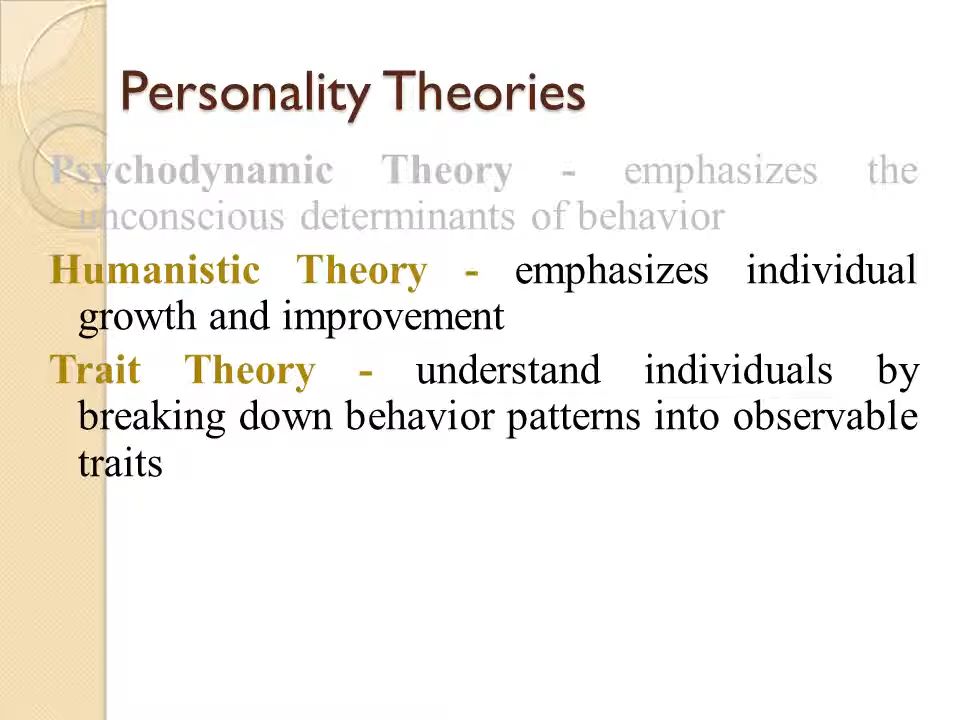 Personality Theories
Psychodynamic Theory - emphasizes the
unconscious determinants of behavior
Humanistic Theory - emphasizes individual
growth and improvement
Trait Theory - understand individuals by
breaking down behavior patterns into observable
traits